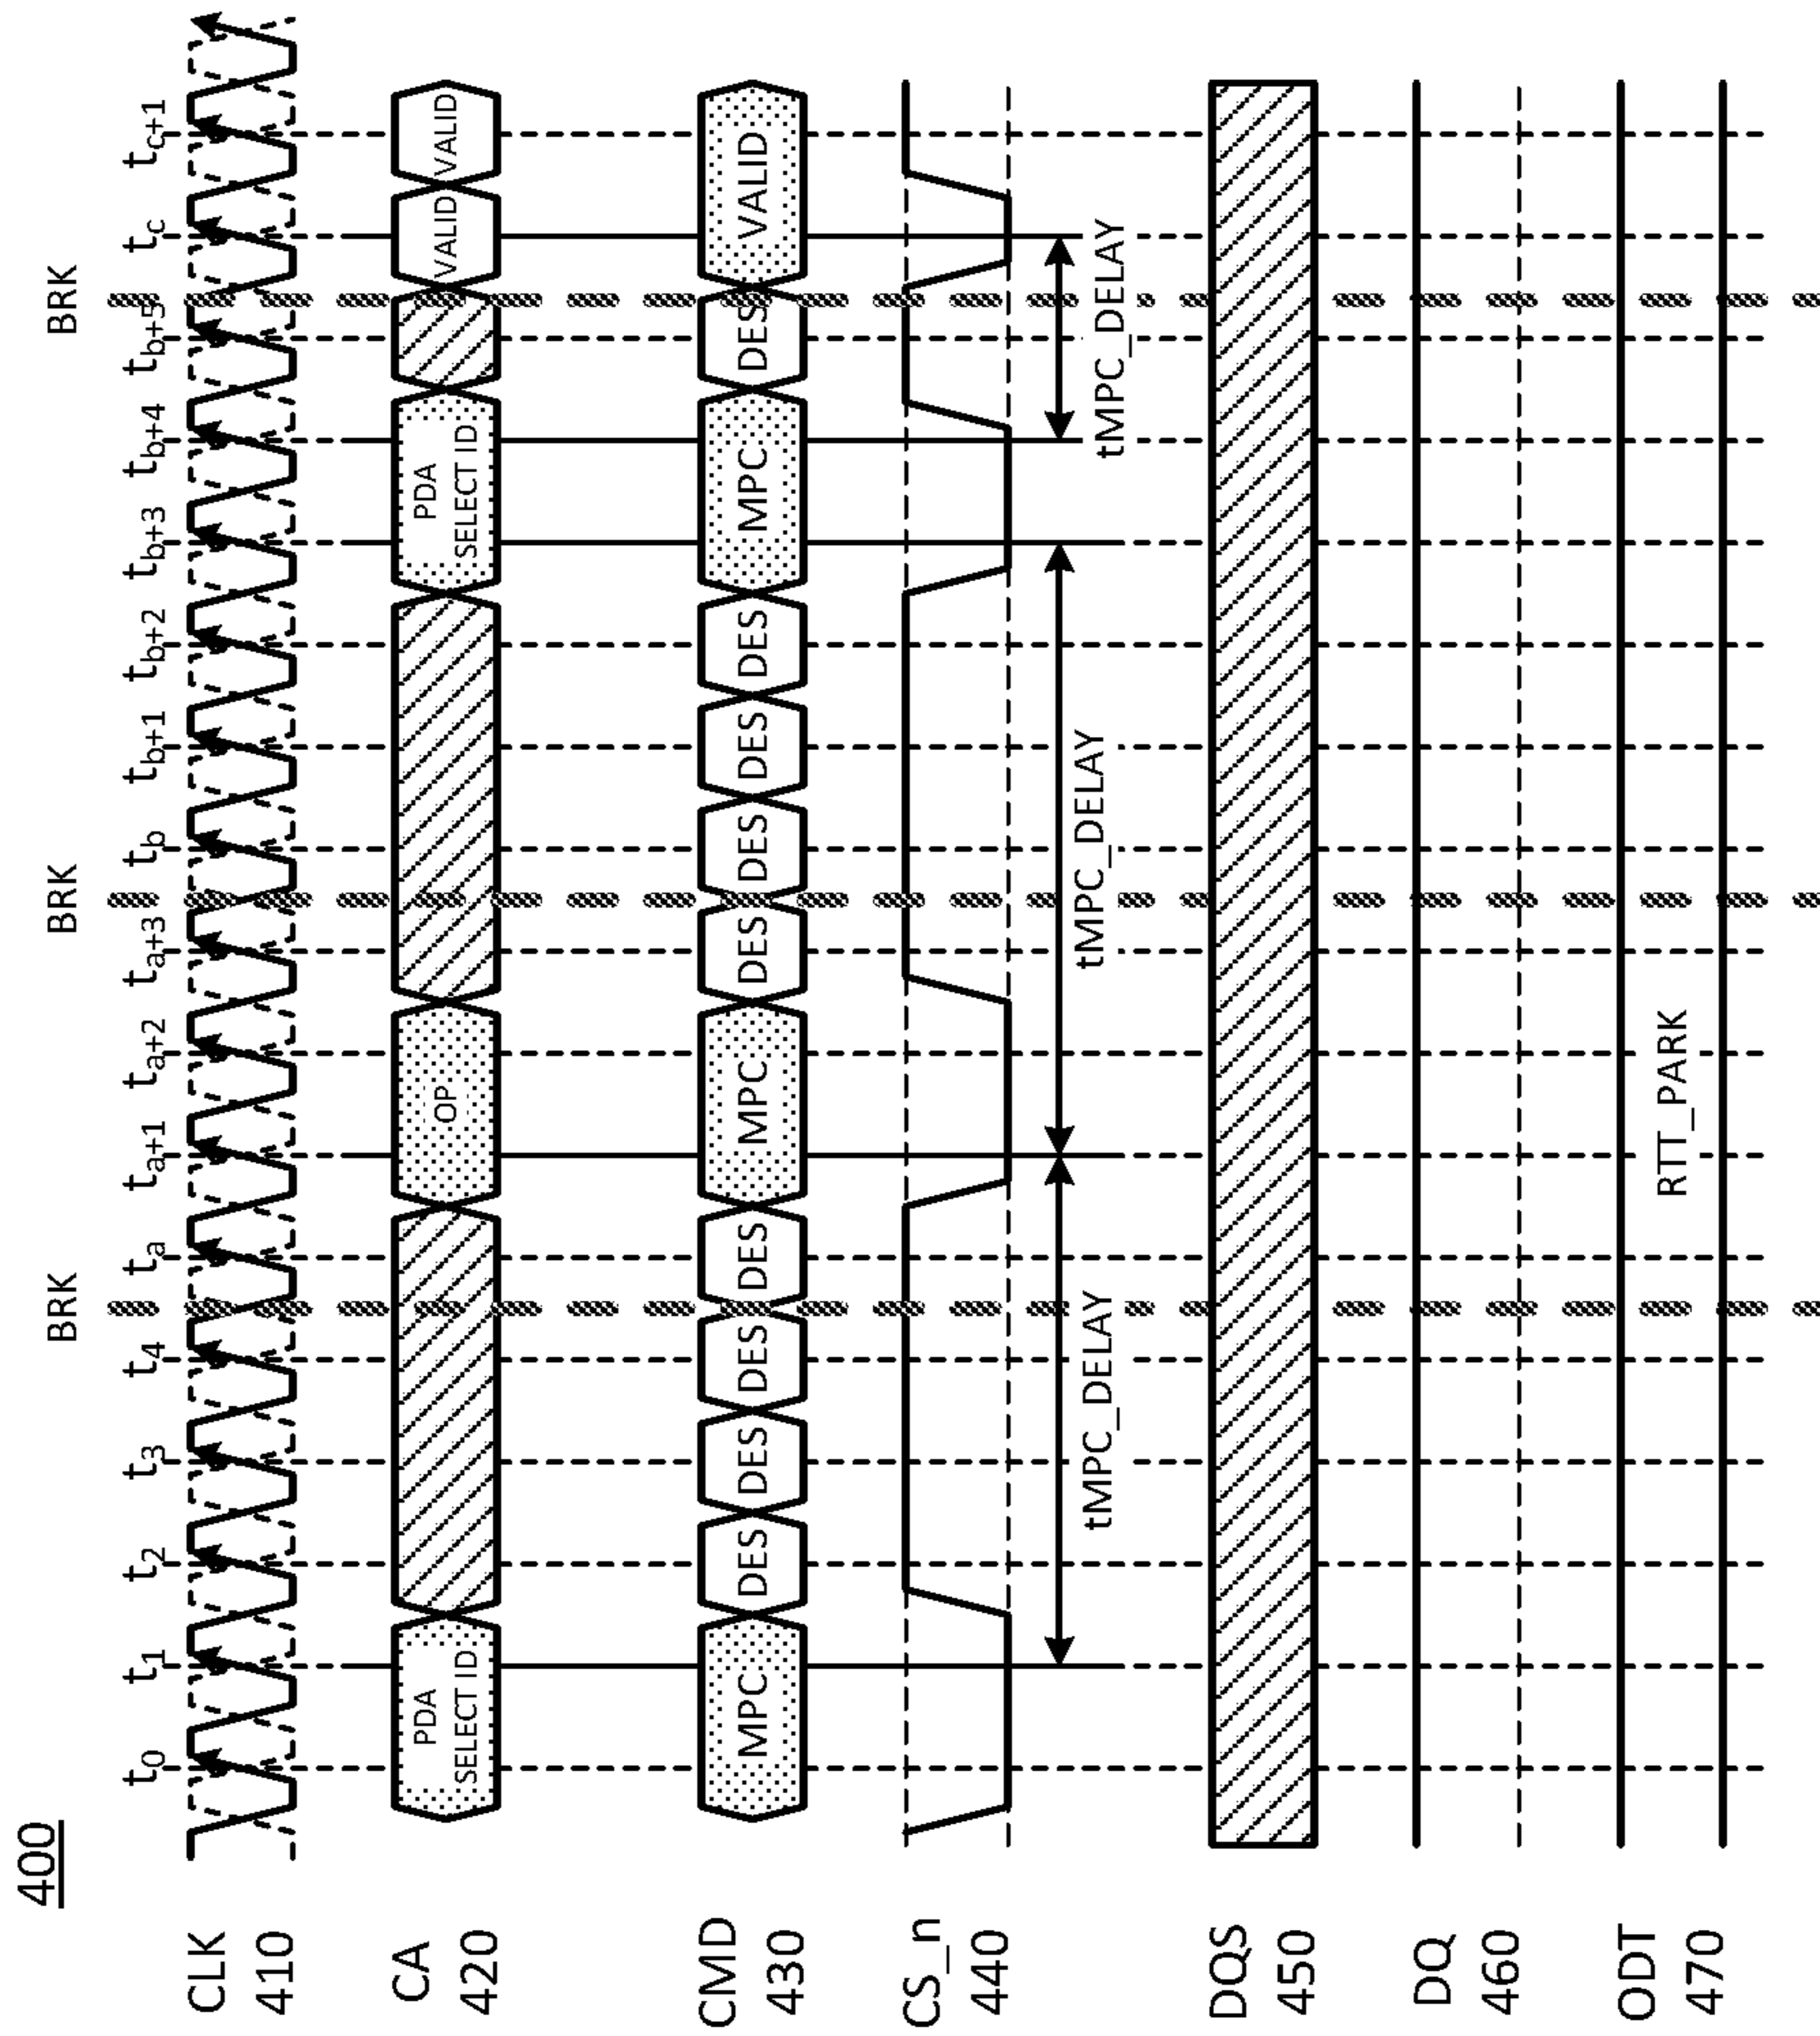 400
BRK BRK BRK
t0 t1 t2 t3 t4 ta ta+1 ta+2 ta+3 tb tb+1 tb+2 tb+3 tb+4 tb+5 tc tc+1
CLK
410
CA
420
PDA
SELECT ID
OP
PDA
SELECT ID
VALID VALID
CMD
430
MPC DES DES DES DES MPC DES DES DES DES MPC DES VALID
CS_n
440
tMPC_DELAY tMPC_DELAY tMPC_DELAY
DQS
450
DQ
460
ODT
470
RTT_PARK